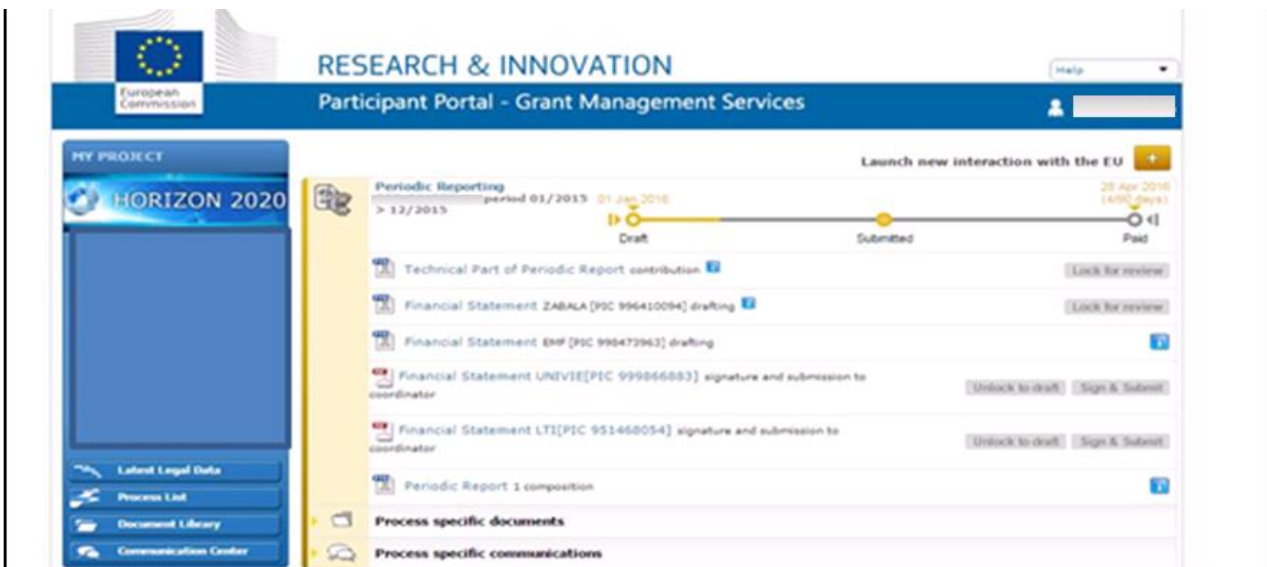 European
Commission
RESEARCH & INNOVATION
Help
Participant Portal - Grant Management Services
MY PROJECT
HORIZON 2020
Launch new interaction with the EU +
Periodic Reporting
period 01/2015
> 12/2015
01 Jan 2016
28 Apr 2016
(4/90 days)
Draft
Submitted
Paid
Technical Part of Periodic Report contribution
Lock for review
Financial Statement ZABALA [PIC 996410094] drafting
Lock for review
Financial Statement EMF [PIC 998473963] drafting
Financial Statement UNIVIE[PIC 999866883] signature and submission to
coordinator
Unlock to draft Sign & Submit
Financial Statement LTI[PIC 951468054] signature and submission to
coordinator
Unlock to draft Sign & Submit
Periodic Report 1 composition
Latest Legal Data
Process List
Document Library
Communication Center
Process specific documents
Process specific communications